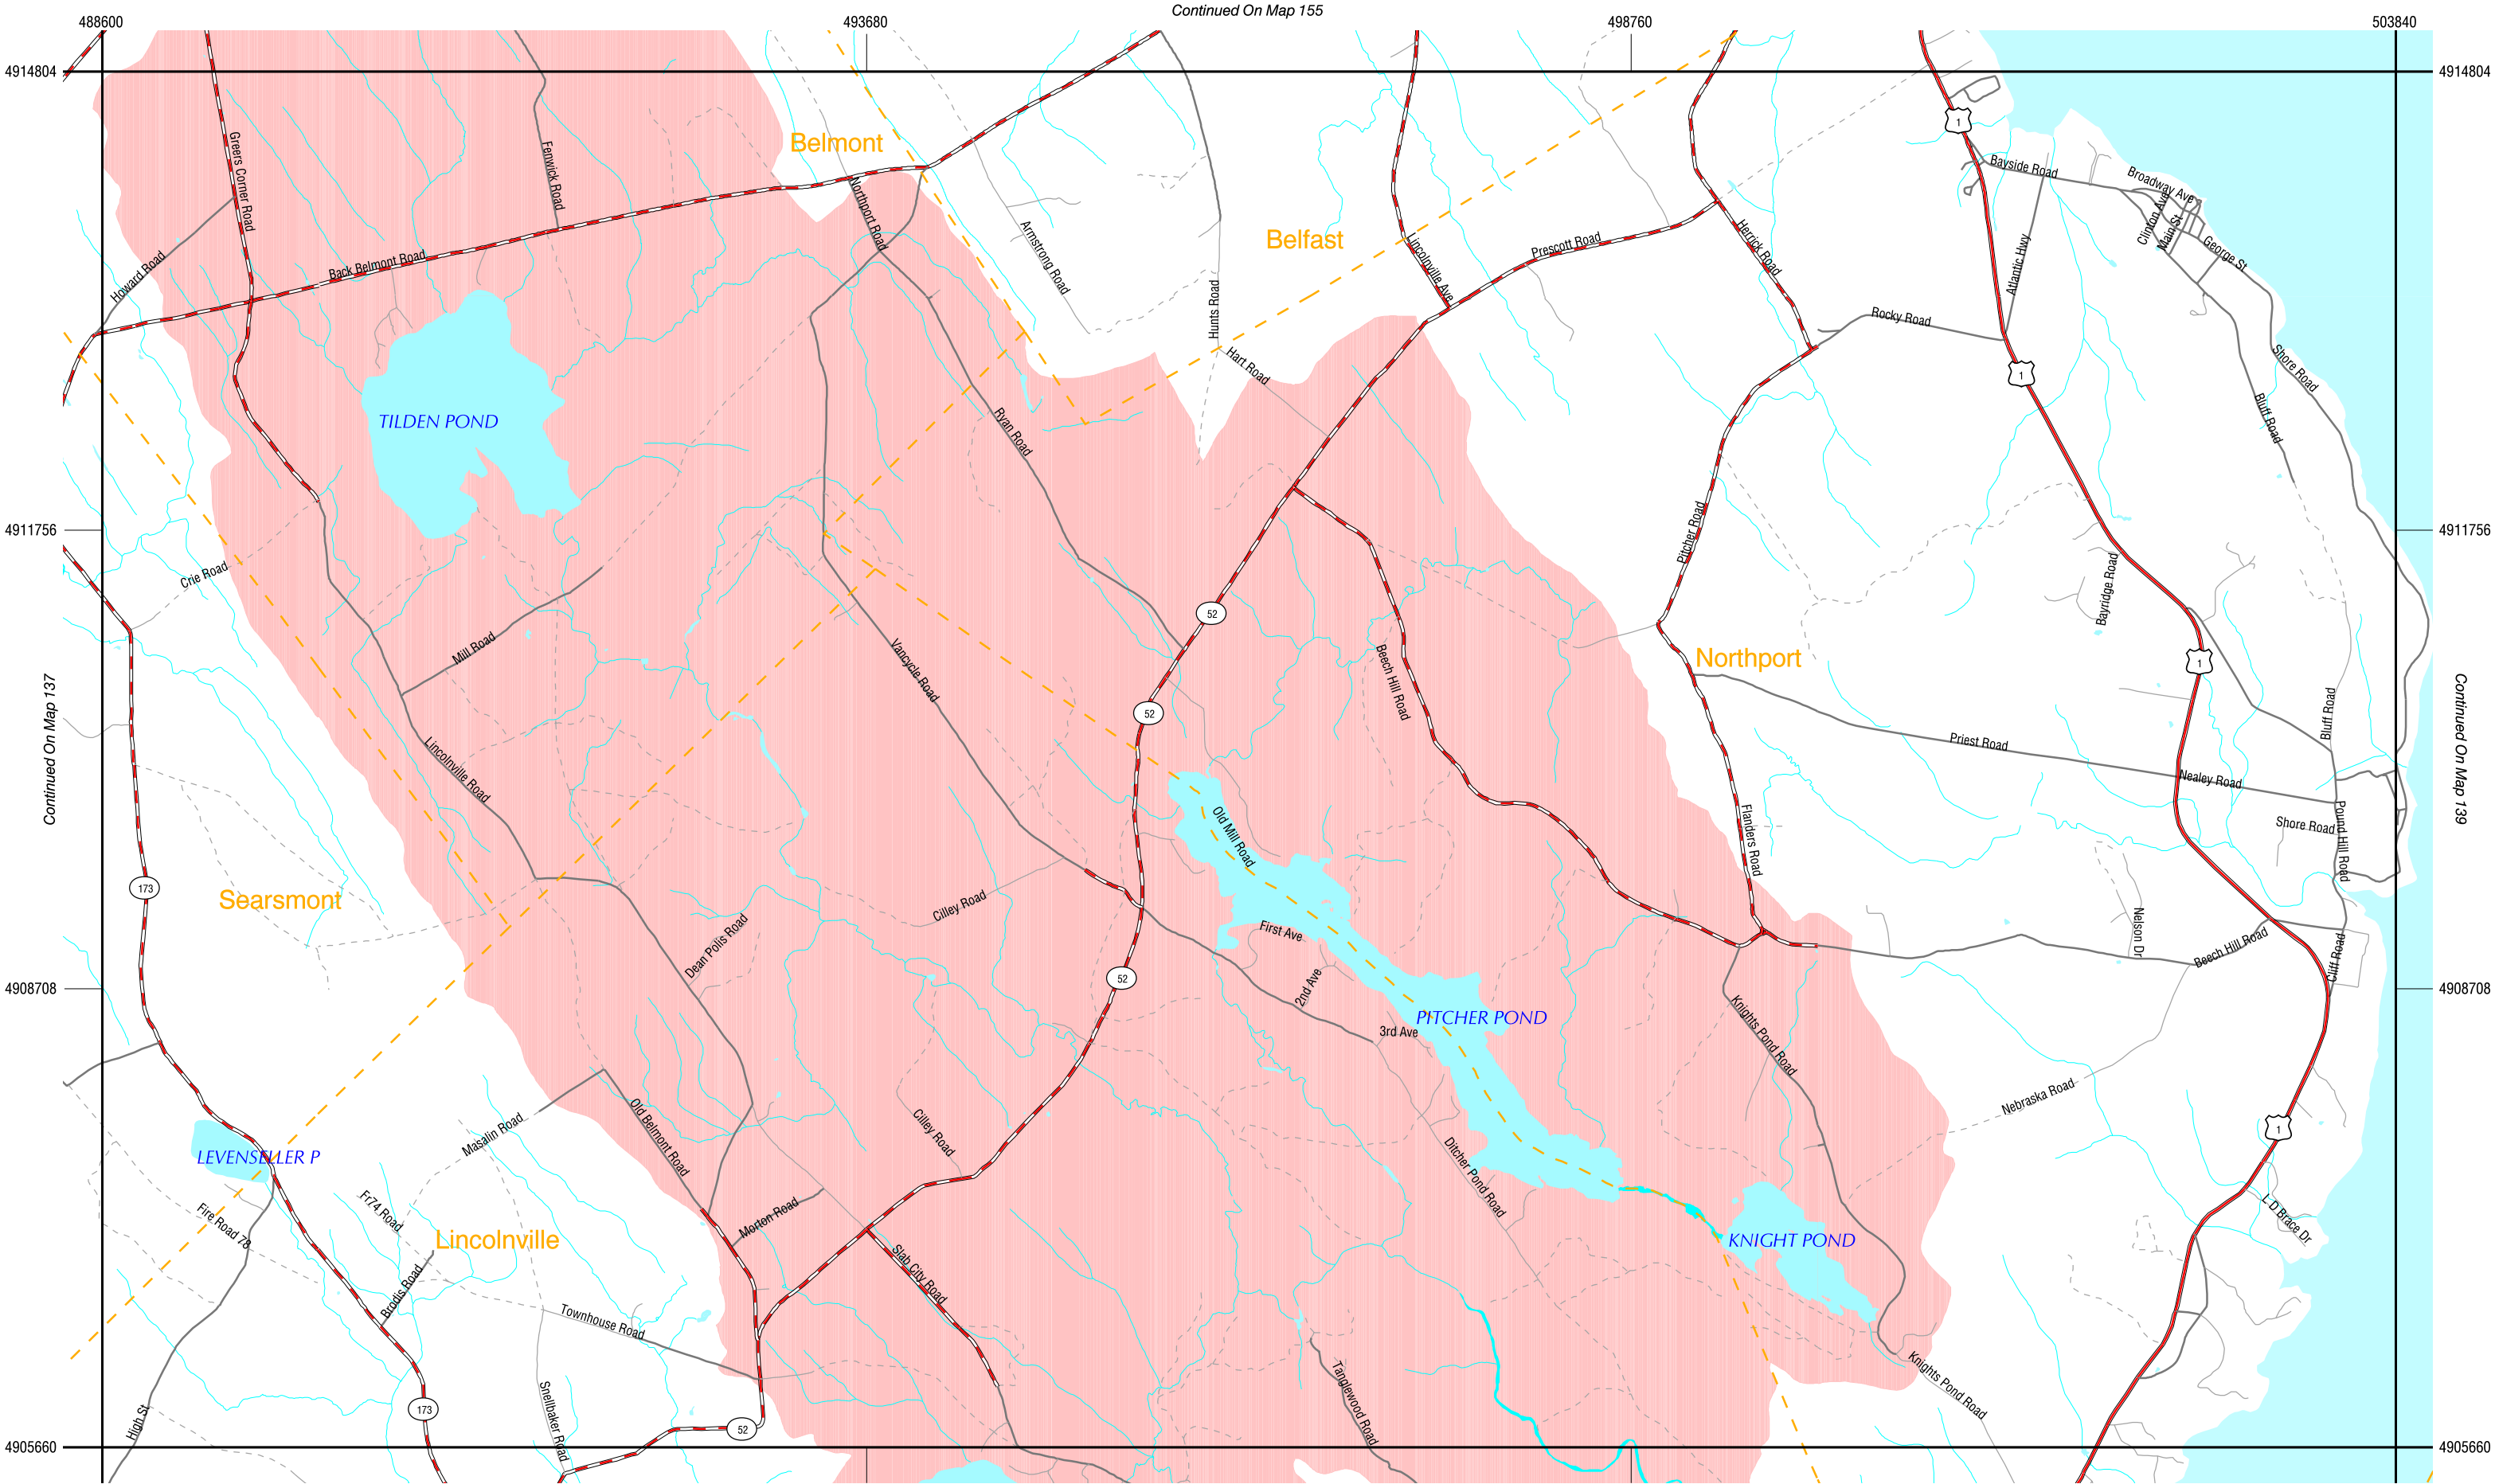 Continued On Map 155
488600
493680
498760
503840
4914804
4914804
1
Belmont
Greers Corner Road
Fenwick Road
Bayside Road
Broadway Ave
Northport Road
Armstrong Road
Belfast
Lincolnville Ave
Prescott Road
Herrick Road
Atlantic Hwy
Clinton Ave
Main St
George St
Howard Road
Back Belmont Road
Hunts Road
Rocky Road
Hart Road
1
Shore Road
TILDEN POND
Ryan Road
Bluff Road
4911756
4911756
Pitcher Road
Crie Road
Bayridge Road
52
Mill Road
Vancycle Road
Beech Hill Road
Northport
1
Continued On Map 137
Continued On Map 139
52
Bluff Road
Lincolnville Road
Priest Road
Nealey Road
Old Mill Road
Flanders Road
Shore Road
Pound Hill Road
173
Searsmont
Cilley Road
Dean Polis Road
First Ave
Nelson Dr
Beech Hill Road
Cliff Road
52
2nd Ave
4908708
4908708
PITCHER POND
3rd Ave
Knights Pond Road
Nebraska Road
Masalin Road
Old Belmont Road
Cilley Road
Ditcher Pond Road
1
LEVENSELLER P
Fr74 Road
Fire Road 78
Lincolnville
Morton Road
KNIGHT POND
L D Brace Dr
Slab City Road
Brodis Road
Townhouse Road
Tanglewood Road
Knights Pond Road
High St
173
Snellbaker Road
52
4905660
4905660